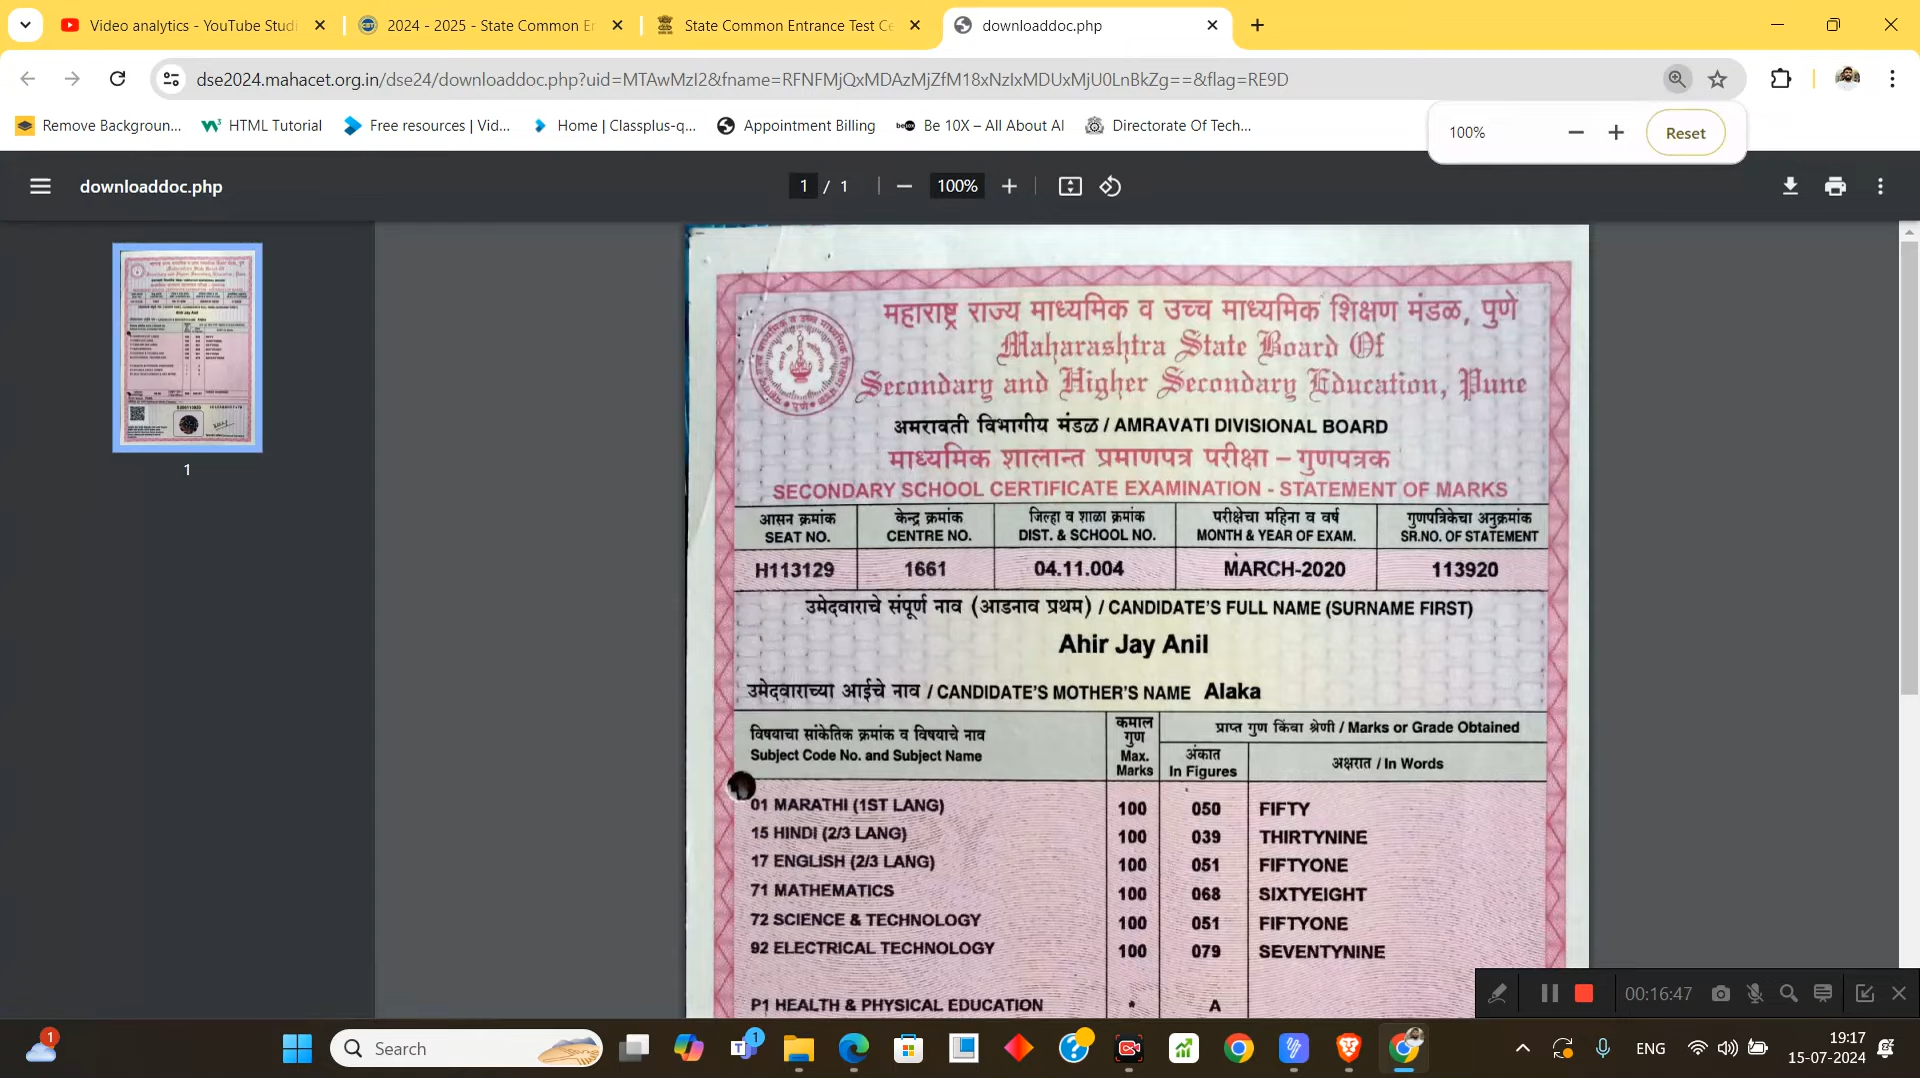 Video analytics - YouTube Studi
2024 - 2025 - State Common Er
State Common Entrance Test Ce
downloaddoc.php
dse2024.mahacet.org.in/dse24/downloaddoc.php?uid=MTAwMzI2&fname=RFNFMjQxMDAzMjZfM18xNzIxMDUxMjU0LnBkZg==&flag=RE9D
Remove Backgroun...
HTML Tutorial
Free resources | Vid...
Home | Classplus-q...
Appointment Billing
Be 10X – All About AI
Directorate Of Tech...
100%
Reset
downloaddoc.php
1 / 1
100%
1
महाराष्ट्र राज्य माध्यमिक व उच्च माध्यमिक शिक्षण मंडळ, पुणे
Maharashtra State Board Of
Secondary and Higher Secondary Education, Pune
अमरावती विभागीय मंडळ / AMRAVATI DIVISIONAL BOARD
माध्यमिक शालान्त प्रमाणपत्र परीक्षा – गुणपत्रक
SECONDARY SCHOOL CERTIFICATE EXAMINATION - STATEMENT OF MARKS
आसन क्रमांक केन्द्र क्रमांक जिल्हा व शाळा क्रमांक परीक्षेचा महिना व वर्ष गुणपत्रिकेचा अनुक्रमांक
SEAT NO. CENTRE NO. DIST. & SCHOOL NO. MONTH & YEAR OF EXAM. SR.NO. OF STATEMENT
H113129 1661 04.11.004 MARCH-2020 113920
उमेदवाराचे संपूर्ण नाव (आडनाव प्रथम) / CANDIDATE'S FULL NAME (SURNAME FIRST)
Ahir Jay Anil
उमेदवाराच्या आईचे नाव / CANDIDATE'S MOTHER'S NAME Alaka
विषयाचा सांकेतिक क्रमांक व विषयाचे नाव
Subject Code No. and Subject Name
कमाल
गुण
Max.
Marks
प्राप्त गुण किंवा श्रेणी / Marks or Grade Obtained
अंकात
In Figures
अक्षरात / In Words
01 MARATHI (1ST LANG) 100 050 FIFTY
15 HINDI (2/3 LANG) 100 039 THIRTYNINE
17 ENGLISH (2/3 LANG) 100 051 FIFTYONE
71 MATHEMATICS 100 068 SIXTYEIGHT
72 SCIENCE & TECHNOLOGY 100 051 FIFTYONE
92 ELECTRICAL TECHNOLOGY 100 079 SEVENTYNINE
P1 HEALTH & PHYSICAL EDUCATION * A
00:16:47
1
Search
1
ENG
19:17
15-07-2024